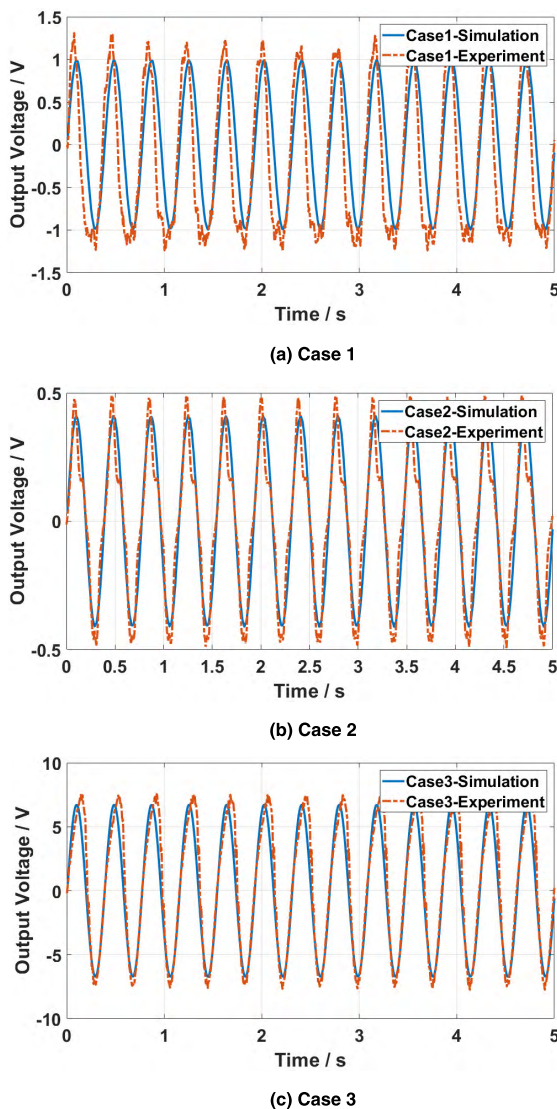 Output Voltage / V
1.5
1
0.5
0
-0.5
-1
-1.5
Case1-Simulation
Case1-Experiment
0 1 2 3 4 5
Time / s
(a) Case 1
Output Voltage / V
0.5
0
-0.5
Case2-Simulation
Case2-Experiment
0 0.5 1 1.5 2 2.5 3 3.5 4 4.5 5
Time / s
(b) Case 2
Output Voltage / V
10
5
0
-5
-10
Case3-Simulation
Case3-Experiment
0 1 2 3 4 5
Time / s
(c) Case 3